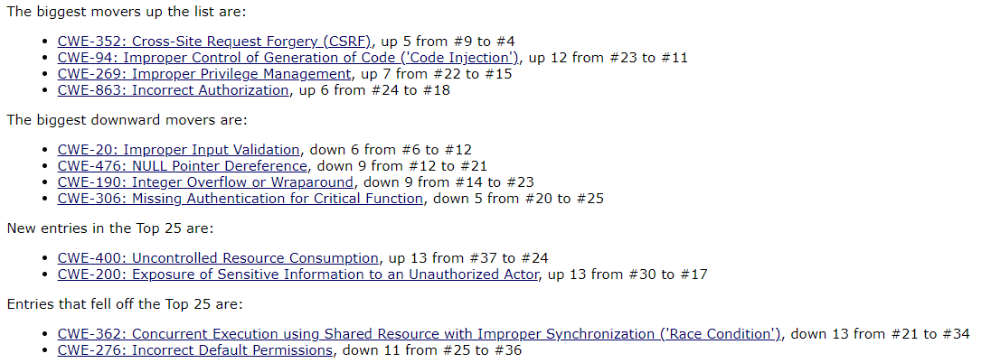 The biggest movers up the list are:
• CWE-352: Cross-Site Request Forgery (CSRF), up 5 from #9 to #4
• CWE-94: Improper Control of Generation of Code ('Code Injection'), up 12 from #23 to #11
• CWE-269: Improper Privilege Management, up 7 from #22 to #15
• CWE-863: Incorrect Authorization, up 6 from #24 to #18
The biggest downward movers are:
• CWE-20: Improper Input Validation, down 6 from #6 to #12
• CWE-476: NULL Pointer Dereference, down 9 from #12 to #21
• CWE-190: Integer Overflow or Wraparound, down 9 from #14 to #23
• CWE-306: Missing Authentication for Critical Function, down 5 from #20 to #25
New entries in the Top 25 are:
• CWE-400: Uncontrolled Resource Consumption, up 13 from #37 to #24
• CWE-200: Exposure of Sensitive Information to an Unauthorized Actor, up 13 from #30 to #17
Entries that fell off the Top 25 are:
• CWE-362: Concurrent Execution using Shared Resource with Improper Synchronization ('Race Condition'), down 13 from #21 to #34
• CWE-276: Incorrect Default Permissions, down 11 from #25 to #36